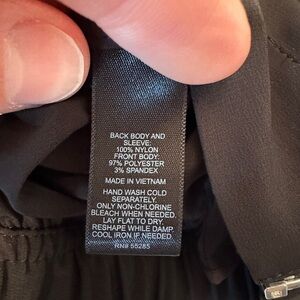 BACK BODY AND
SLEEVE:
100% NYLON
FRONT BODY:
97% POLYESTER
3% SPANDEX
MADE IN VIETNAM
HAND WASH COLD
SEPARATELY.
ONLY NON-CHLORINE
BLEACH WHEN NEEDED.
LAY FLAT TO DRY.
RESHAPE WHILE DAMP.
COOL IRON IF NEEDED.
RN# 55285